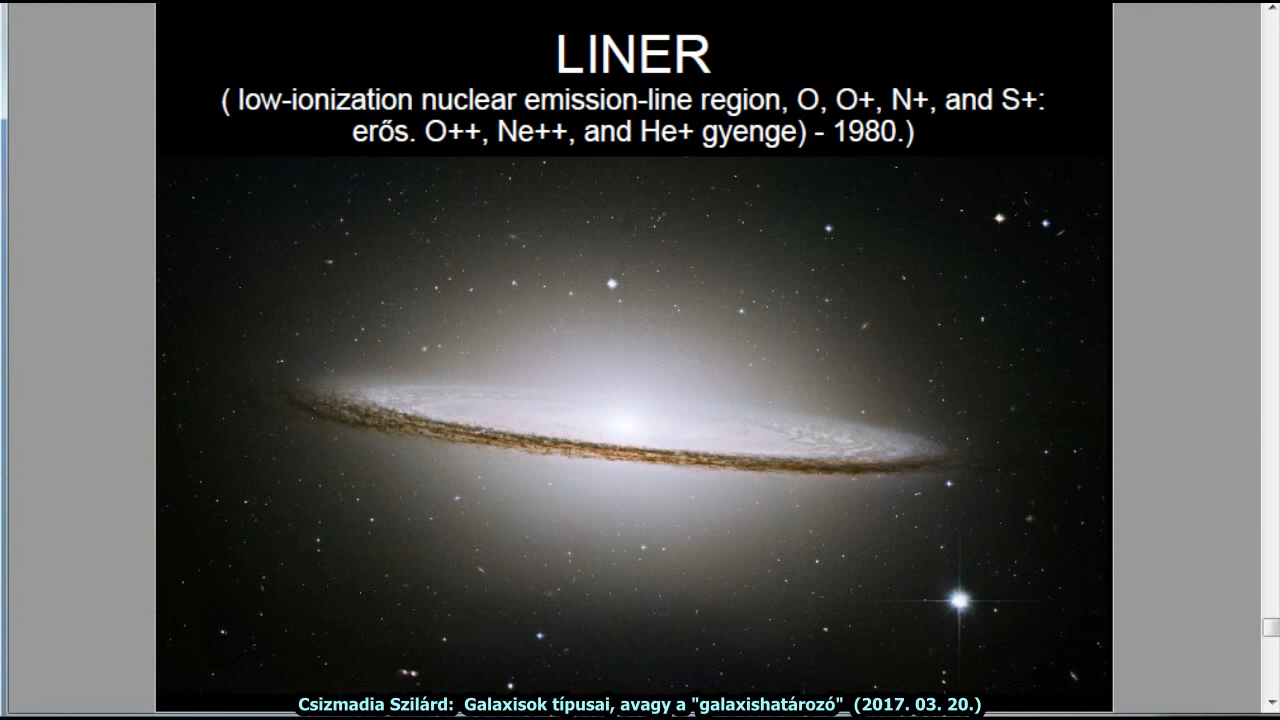 LINER
( low-ionization nuclear emission-line region, O, O+, N+, and S+:
erős. O++, Ne++, and He+ gyenge) - 1980.)
Csizmadia Szilárd: Galaxisok típusai, avagy a "galaxishatározó" (2017. 03. 20.)